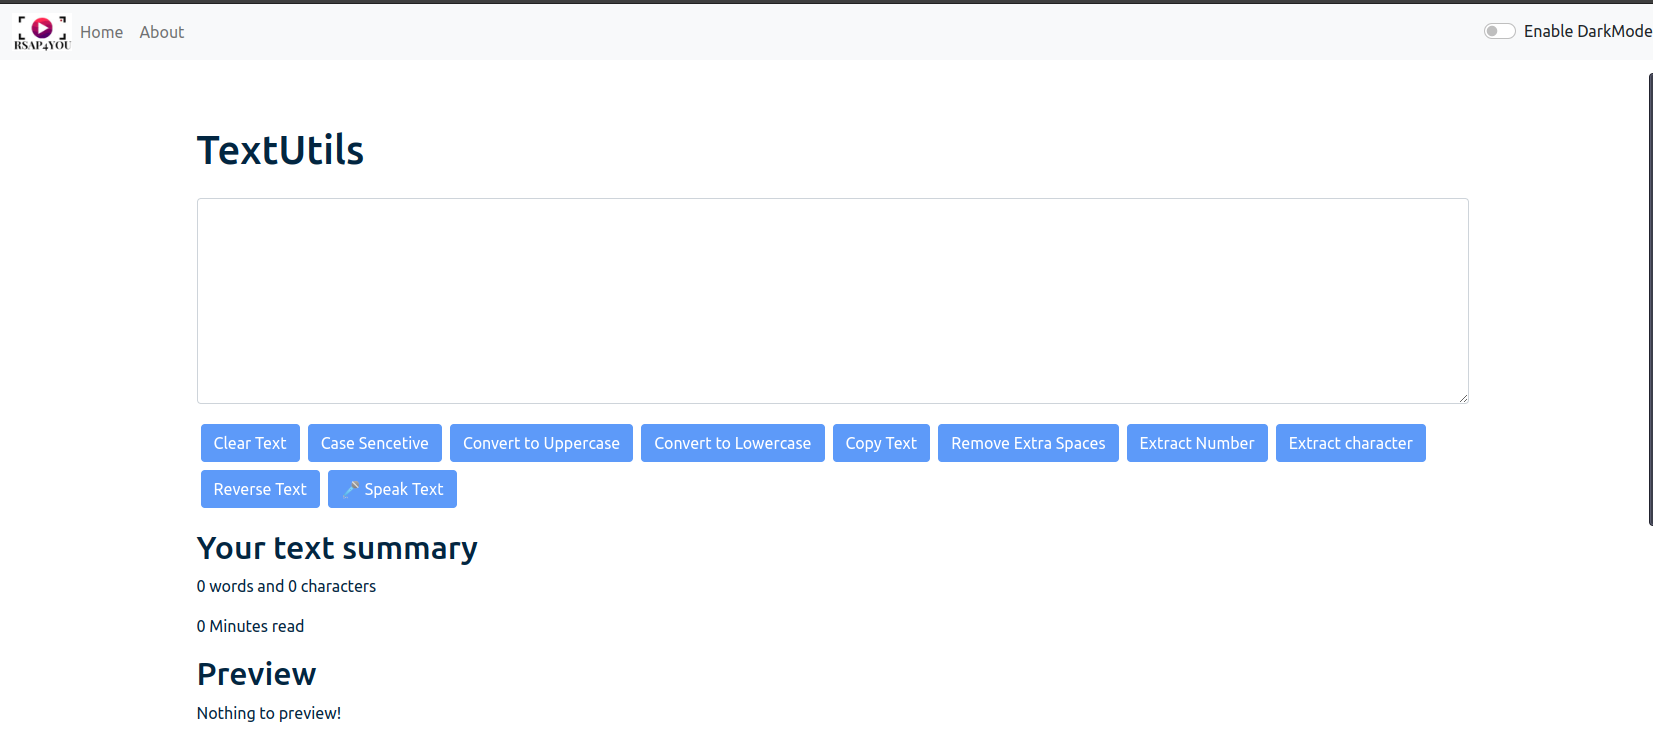 RSAP4YOU Home About Enable DarkMode
TextUtils
Clear Text Case Sencetive Convert to Uppercase Convert to Lowercase Copy Text Remove Extra Spaces Extract Number Extract character
Reverse Text Speak Text
Your text summary
0 words and 0 characters
0 Minutes read
Preview
Nothing to preview!